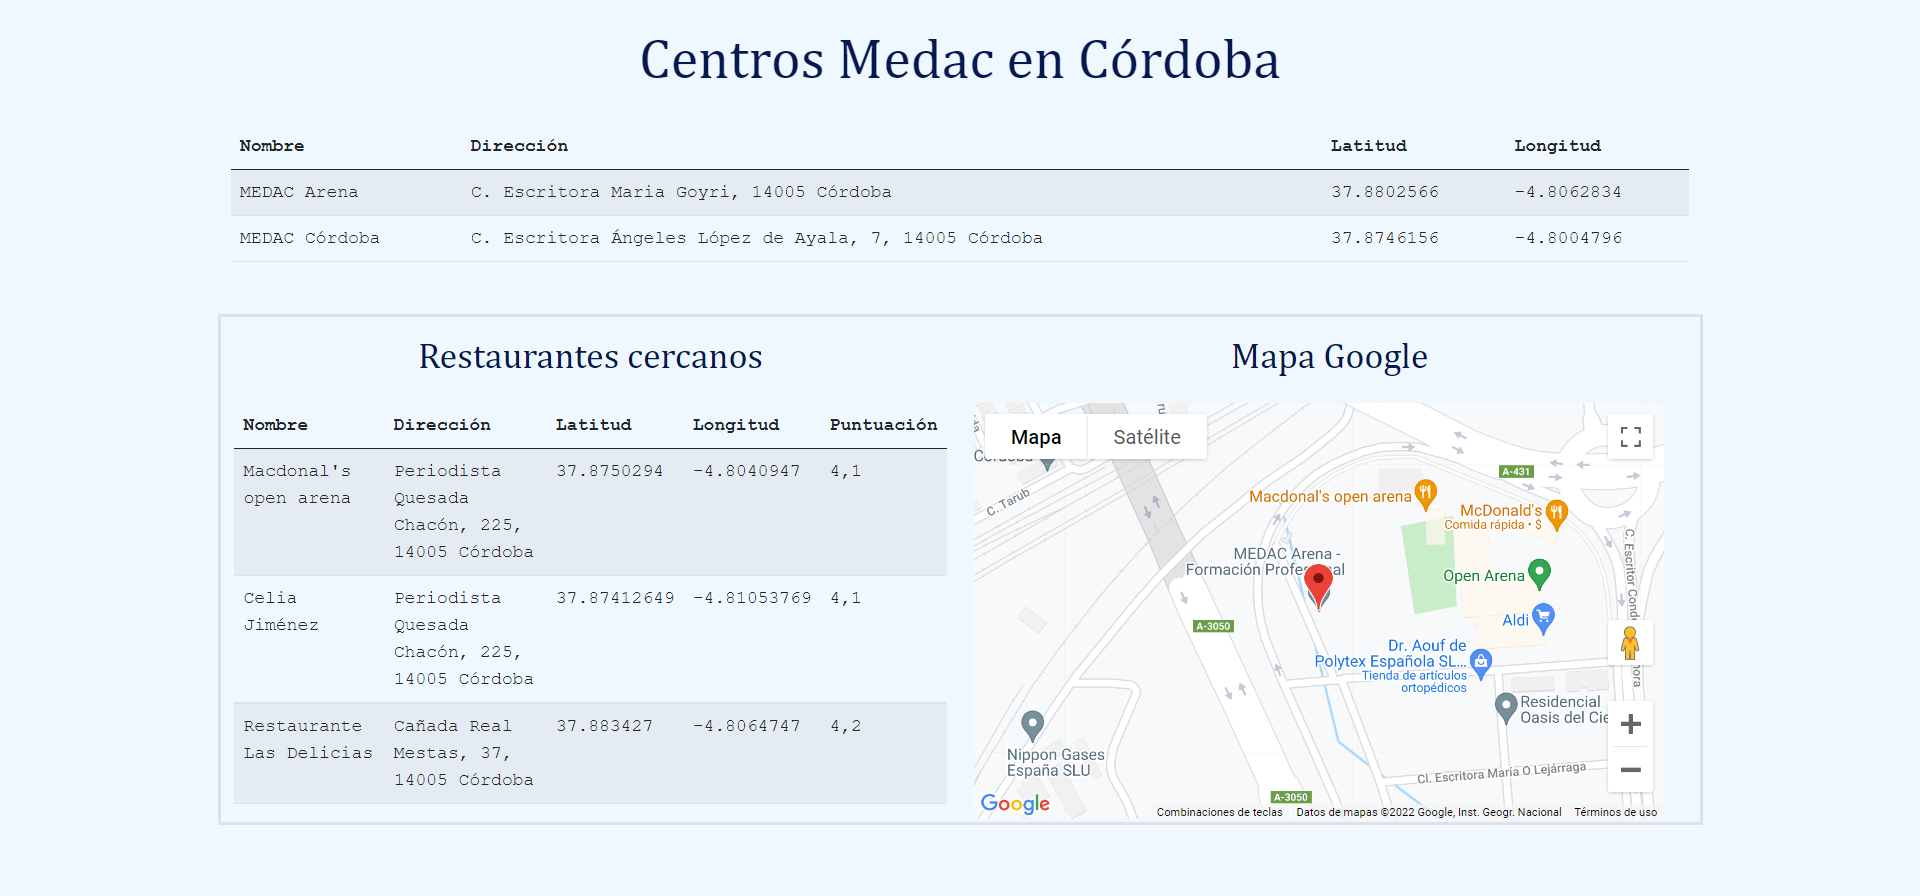 Centros Medac en Córdoba
Nombre Dirección Latitud Longitud
MEDAC Arena C. Escritora Maria Goyri, 14005 Córdoba 37.8802566 -4.8062834
MEDAC Córdoba C. Escritora Ángeles López de Ayala, 7, 14005 Córdoba 37.8746156 -4.8004796
Restaurantes cercanos
Nombre Dirección Latitud Longitud Puntuación
Macdonal's Periodista 37.8750294 -4.8040947 4,1
open arena Quesada
Chacón, 225,
14005 Córdoba
Celia Periodista 37.87412649 -4.81053769 4,1
Jiménez Quesada
Chacón, 225,
14005 Córdoba
Restaurante Cañada Real 37.883427 -4.8064747 4,2
Las Delicias Mestas, 37,
14005 Córdoba
Mapa Google
Mapa Satélite
C. Tarub
A-431
Macdonal's open arena
McDonald's
Comida rápida • $
MEDAC Arena -
Formación Profesional
Open Arena
Aldi
A-3050
Dr. Aouf de
Polytex Española SL...
Tienda de artículos
ortopédicos
Residencial
Oasis del Cie
C. Escritor Conde
Nippon Gases
España SLU
Cl. Escritora María O Lejárraga
A-3050
Google
Combinaciones de teclas Datos de mapas ©2022 Google, Inst. Geogr. Nacional Términos de uso